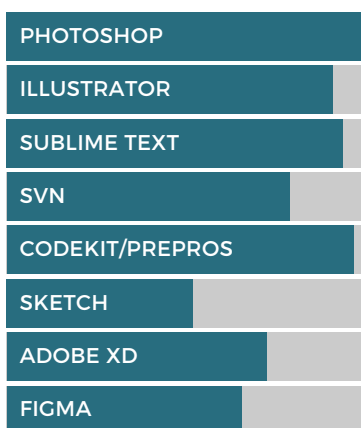 PHOTOSHOP
ILLUSTRATOR
SUBLIME TEXT
SVN
CODEKIT/PREPROS
SKETCH
ADOBE XD
FIGMA